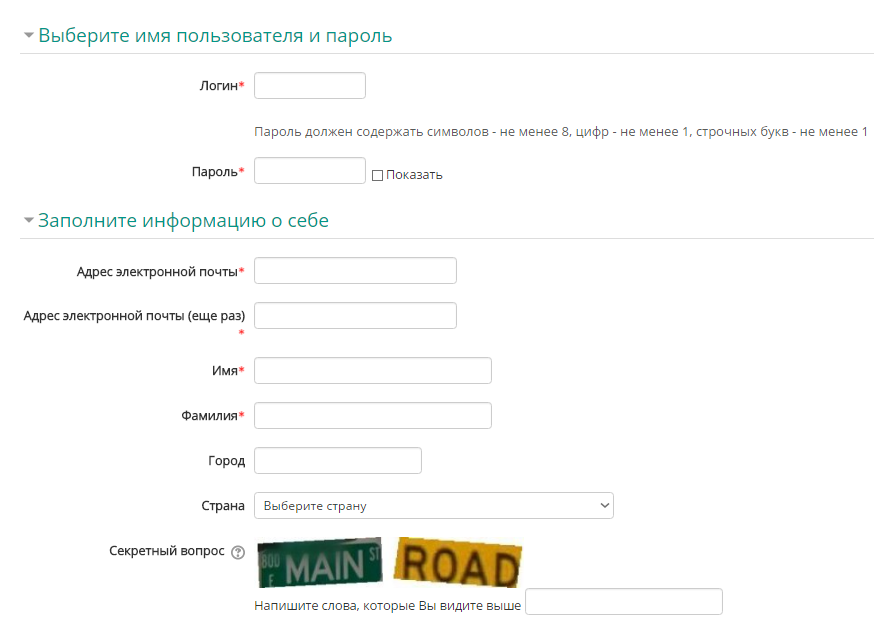 Выберите имя пользователя и пароль
Логин*
Пароль должен содержать символов - не менее 8, цифр - не менее 1, строчных букв - не менее 1
Пароль* Показать
Заполните информацию о себе
Адрес электронной почты*
Адрес электронной почты (еще раз)
*
Имя*
Фамилия*
Город
Страна Выберите страну
Секретный вопрос ? 800 E MAIN ST ROAD
Напишите слова, которые Вы видите выше